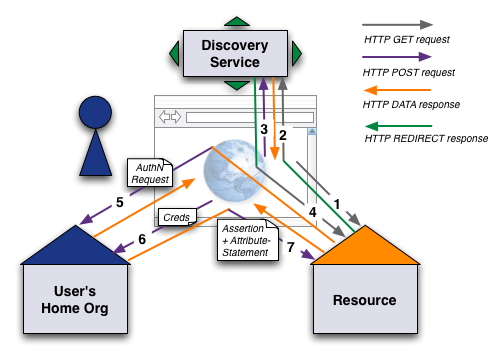 Discovery
Service
HTTP GET request
HTTP POST request
HTTP DATA response
HTTP REDIRECT response
3
2
AuthN
Request
5
Creds
6
Assertion
+ Attribute-
Statement
4
1
7
User's
Home Org
Resource